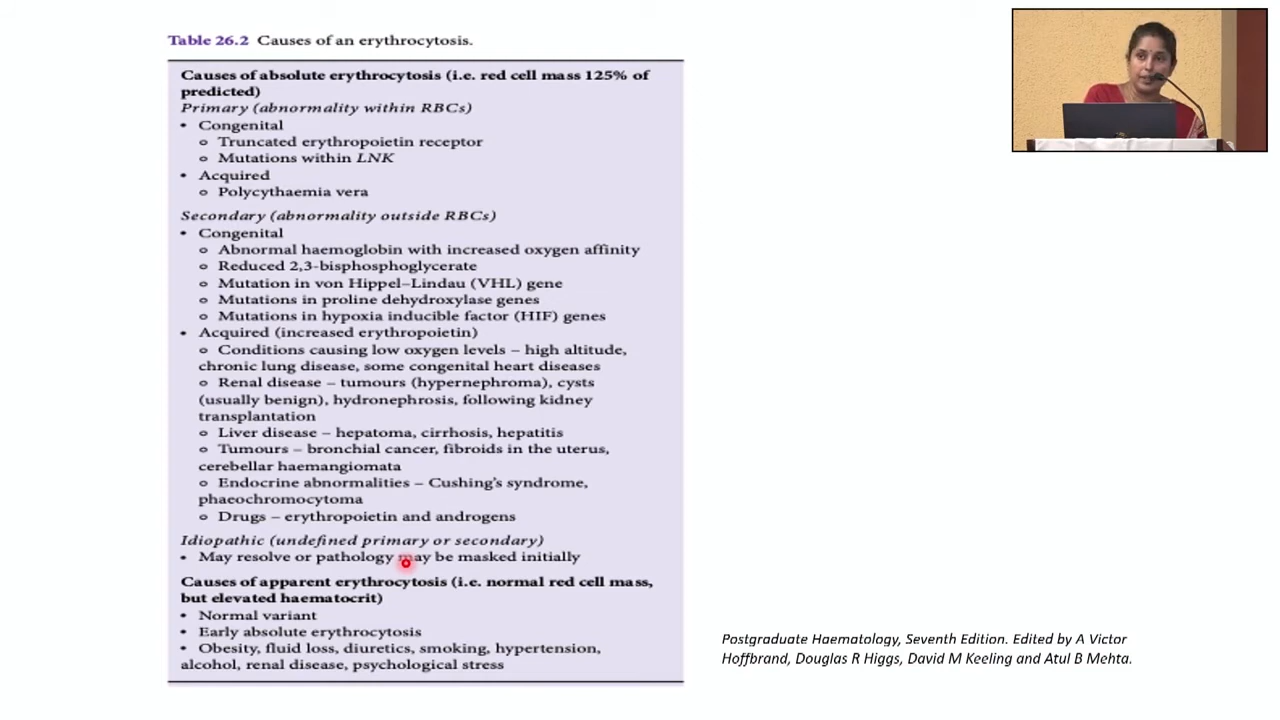 Table 26.2 Causes of an erythrocytosis.
Causes of absolute erythrocytosis (i.e. red cell mass 125% of
predicted)
Primary (abnormality within RBCs)
• Congenital
o Truncated erythropoietin receptor
o Mutations within LNK
• Acquired
o Polycythaemia vera
Secondary (abnormality outside RBCs)
• Congenital
o Abnormal haemoglobin with increased oxygen affinity
o Reduced 2,3-bisphosphoglycerate
o Mutation in von Hippel–Lindau (VHL) gene
o Mutations in proline dehydroxylase genes
o Mutations in hypoxia inducible factor (HIF) genes
• Acquired (increased erythropoietin)
o Conditions causing low oxygen levels – high altitude,
chronic lung disease, some congenital heart diseases
o Renal disease – tumours (hypernephroma), cysts
(usually benign), hydronephrosis, following kidney
transplantation
o Liver disease – hepatoma, cirrhosis, hepatitis
o Tumours – bronchial cancer, fibroids in the uterus,
cerebellar haemangiomata
o Endocrine abnormalities – Cushing's syndrome,
phaeochromocytoma
o Drugs – erythropoietin and androgens
Idiopathic (undefined primary or secondary)
• May resolve or pathology may be masked initially
Causes of apparent erythrocytosis (i.e. normal red cell mass,
but elevated haematocrit)
• Normal variant
• Early absolute erythrocytosis
• Obesity, fluid loss, diuretics, smoking, hypertension,
alcohol, renal disease, psychological stress
Postgraduate Haematology, Seventh Edition. Edited by A Victor
Hoffbrand, Douglas R Higgs, David M Keeling and Atul B Mehta.